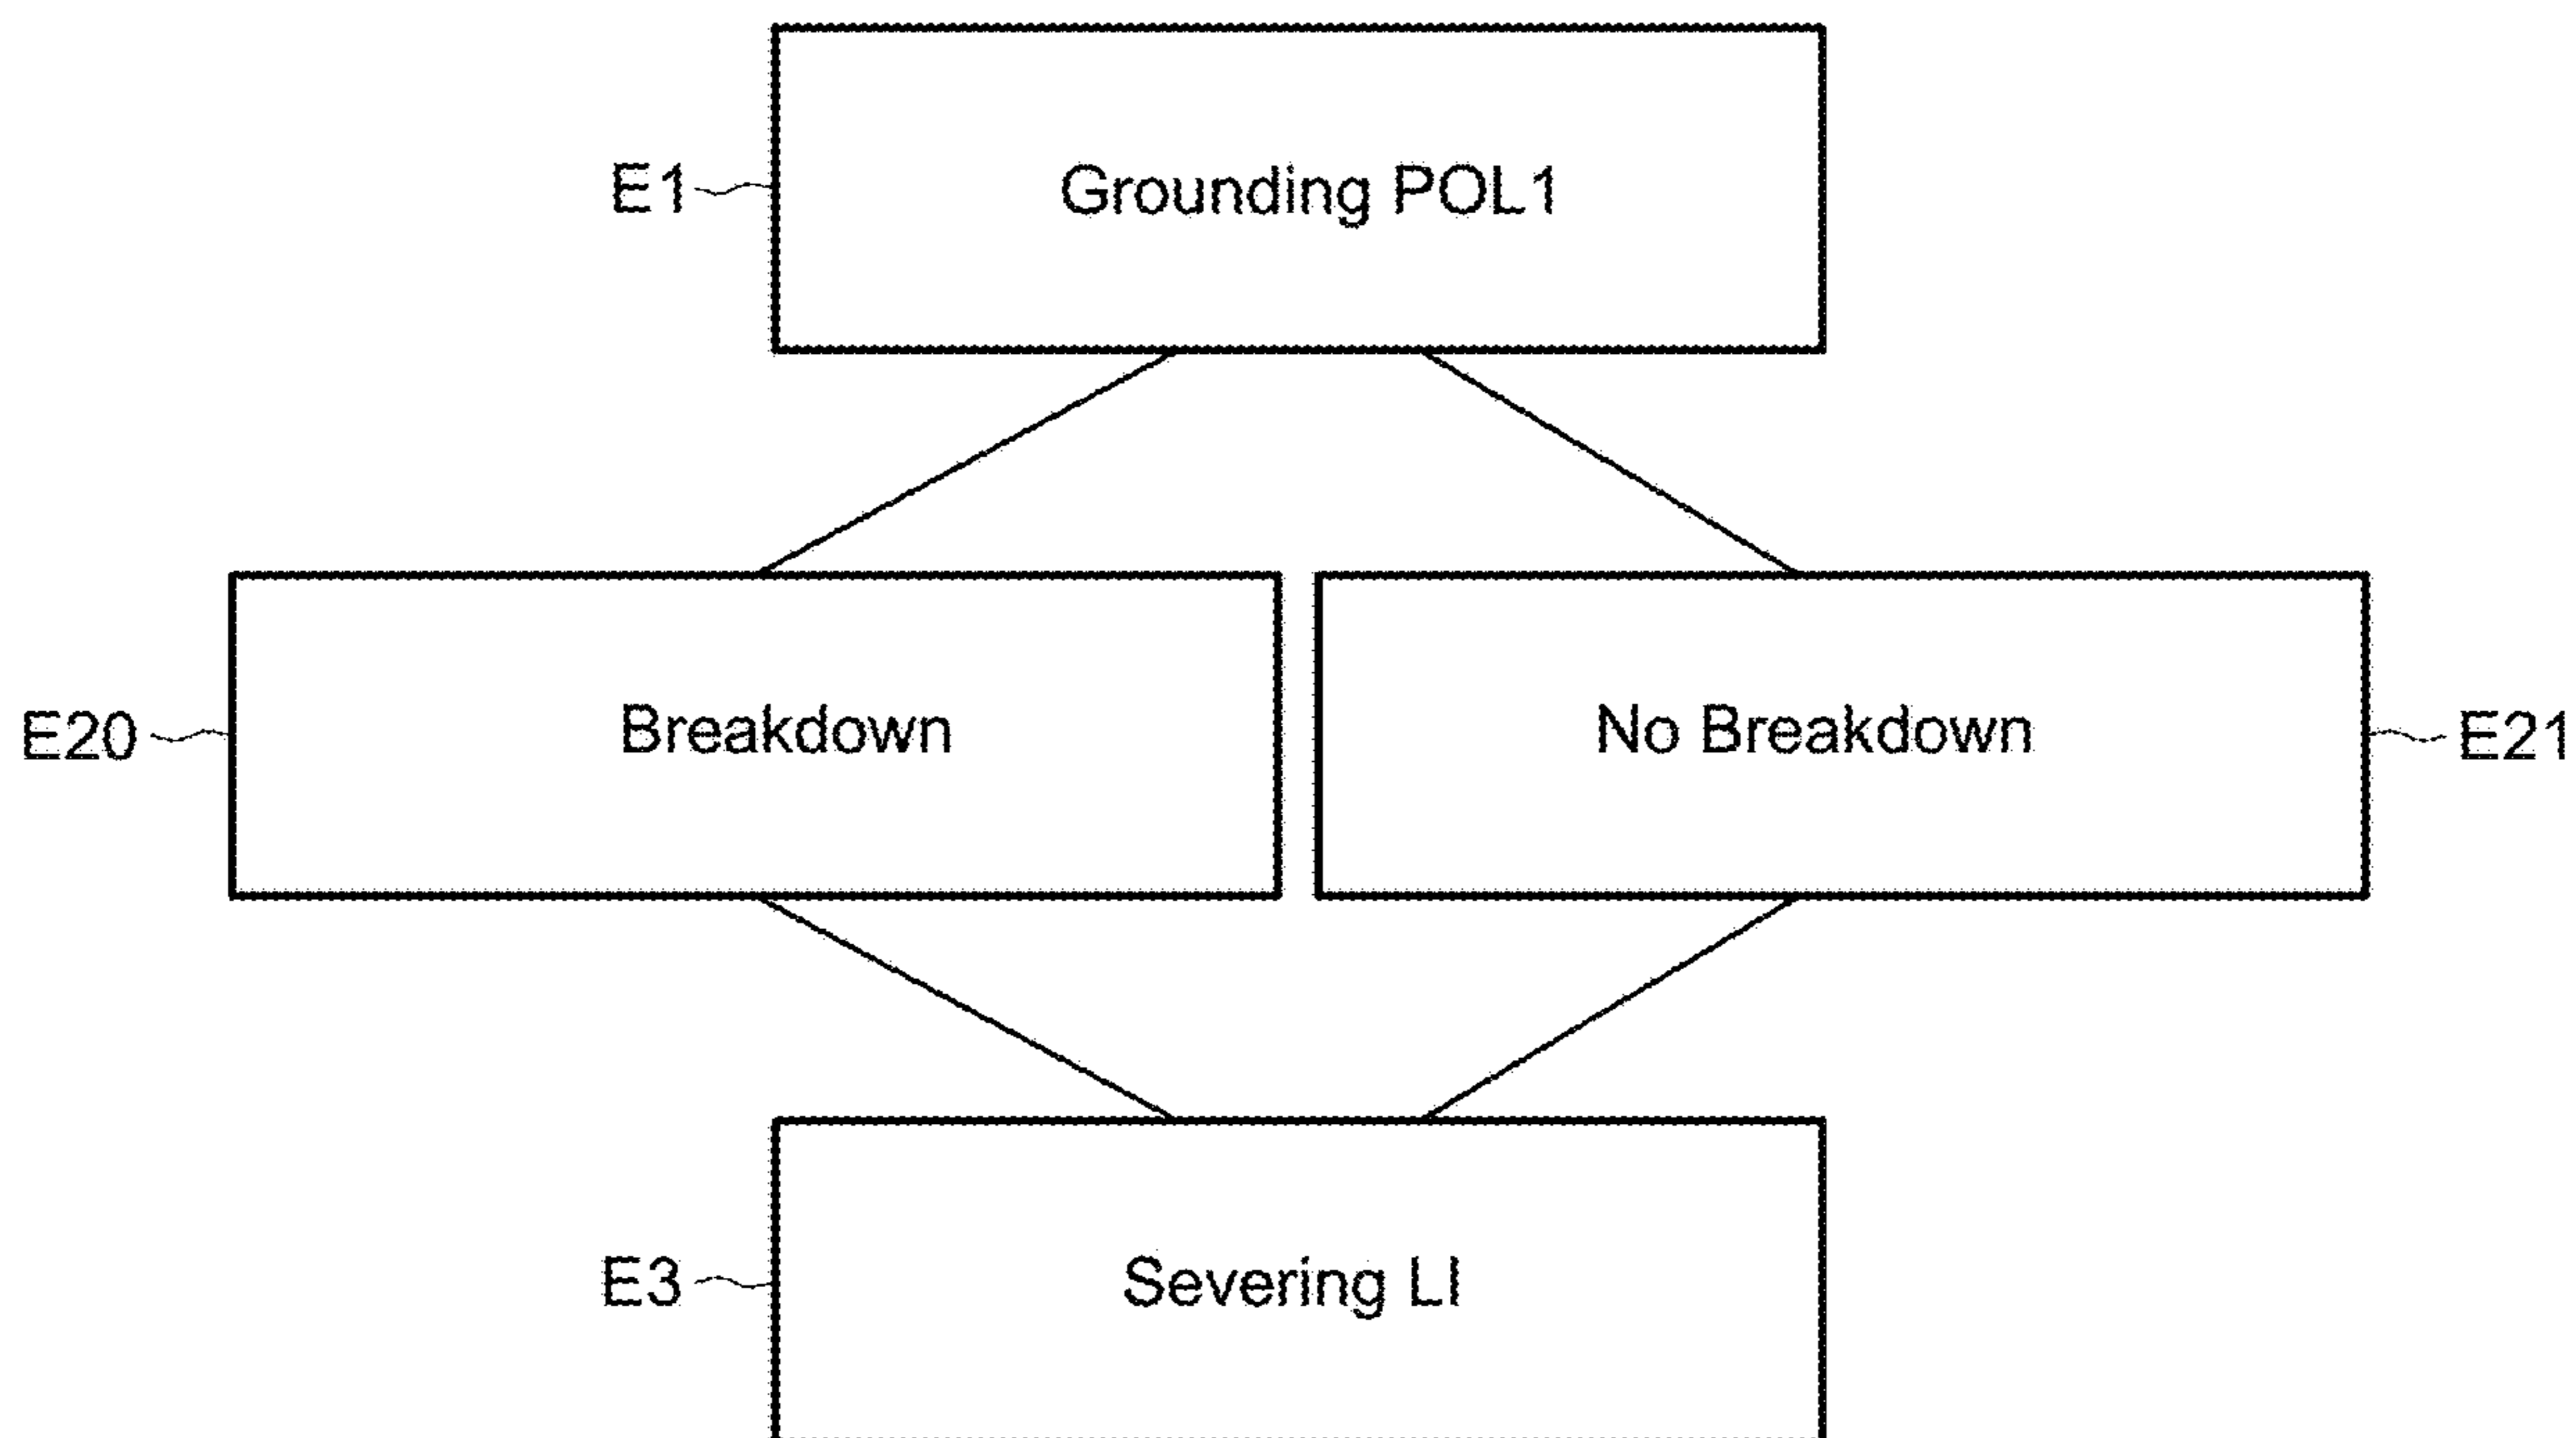 E1
Grounding POL1
E20
Breakdown
No Breakdown
E21
E3
Severing LI